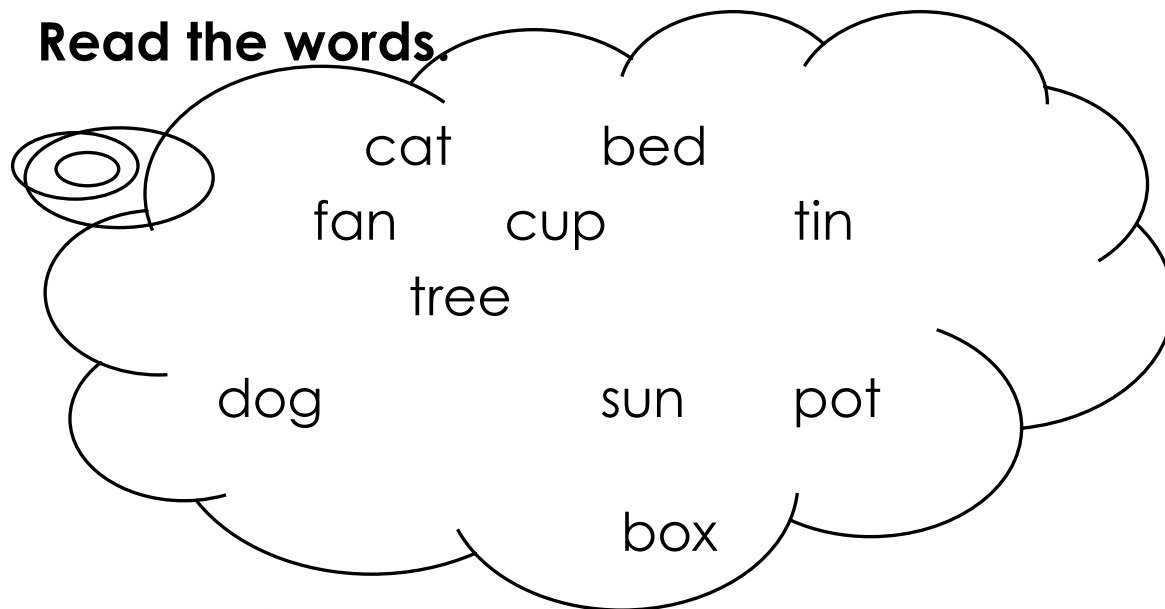 Read the words.
cat bed
fan cup tin
tree
dog sun pot
box